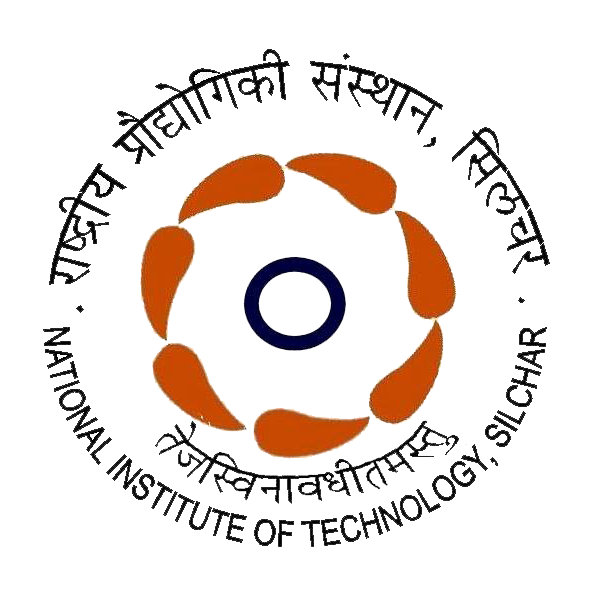 राष्ट्रीय प्रौद्योगिकी संस्थान, सिलचर
तेजस्विनावधीतमस्तु
NATIONAL INSTITUTE OF TECHNOLOGY, SILCHAR